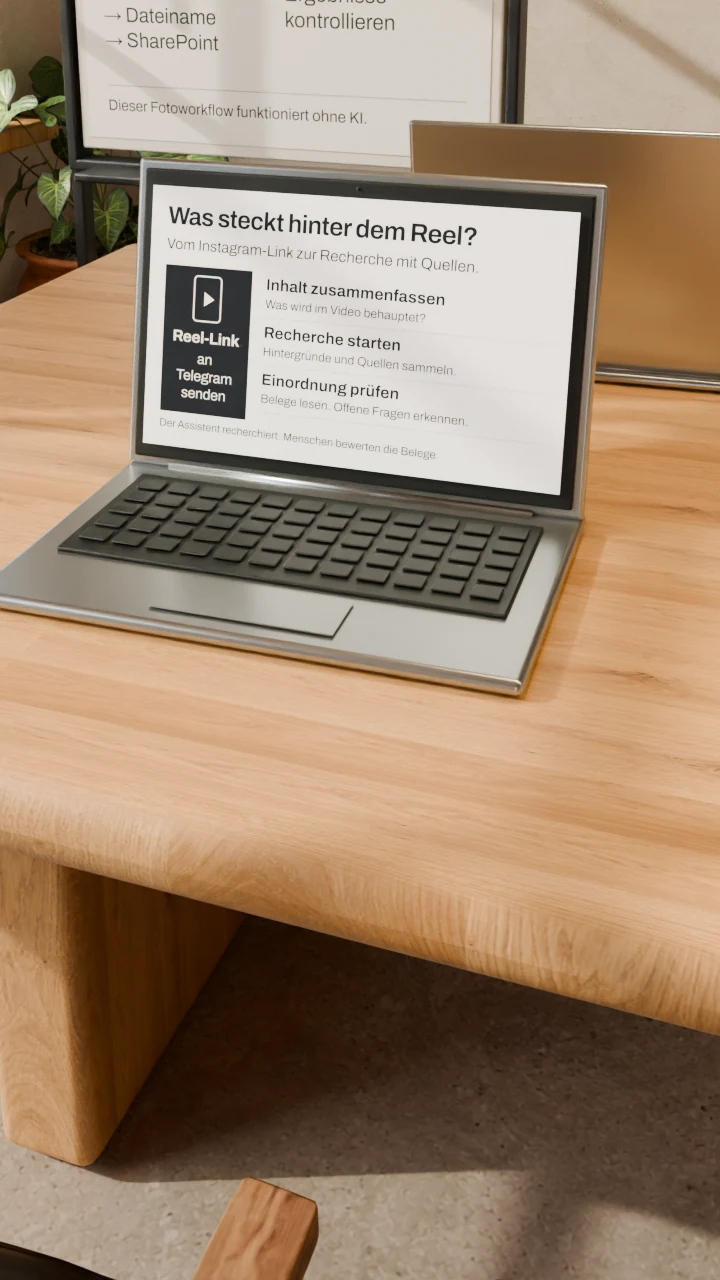 → Dateiname
→ SharePoint
Ergebnisse
kontrollieren
Dieser Fotoworkflow funktioniert ohne KI.
Was steckt hinter dem Reel?
Vom Instagram-Link zur Recherche mit Quellen.
Reel-Link
an
Telegram
senden
Inhalt zusammenfassen
Was wird im Video behauptet?
Recherche starten
Hintergründe und Quellen sammeln.
Einordnung prüfen
Belege lesen. Offene Fragen erkennen.
Der Assistent recherchiert. Menschen bewerten die Belege.